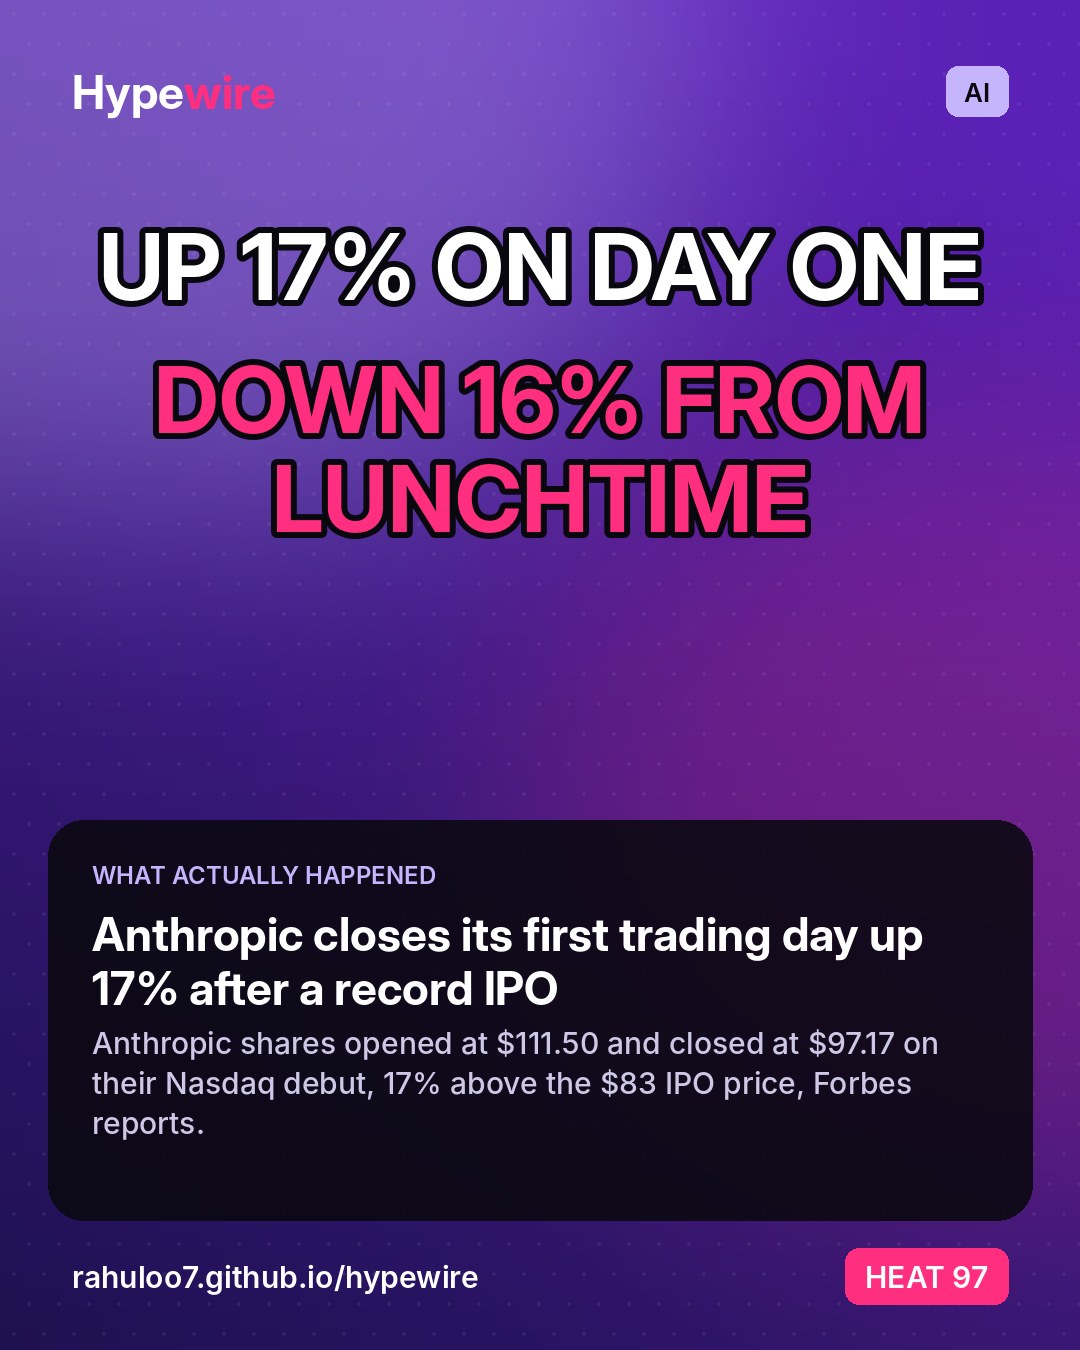 Hypewire
AI
UP 17% ON DAY ONE
DOWN 16% FROM
LUNCHTIME
WHAT ACTUALLY HAPPENED
Anthropic closes its first trading day up
17% after a record IPO
Anthropic shares opened at $111.50 and closed at $97.17 on
their Nasdaq debut, 17% above the $83 IPO price, Forbes
reports.
rahuloo7.github.io/hypewire
HEAT 97